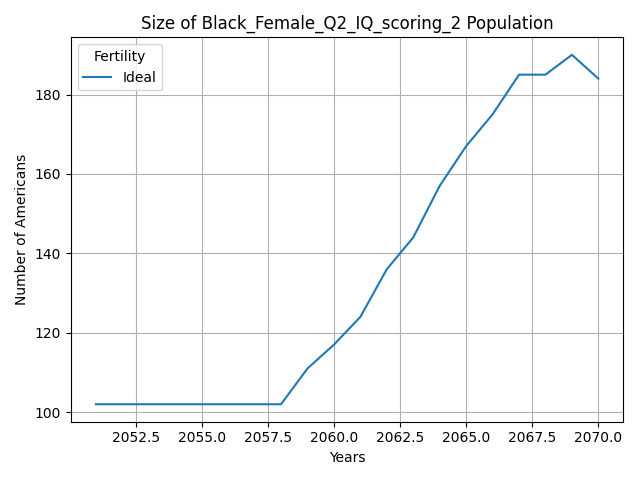 Size of Black_Female_Q2_IQ_scoring_2 Population
Fertility
Ideal
Number of Americans
180
160
140
120
100
2052.5 2055.0 2057.5 2060.0 2062.5 2065.0 2067.5 2070.0
Years